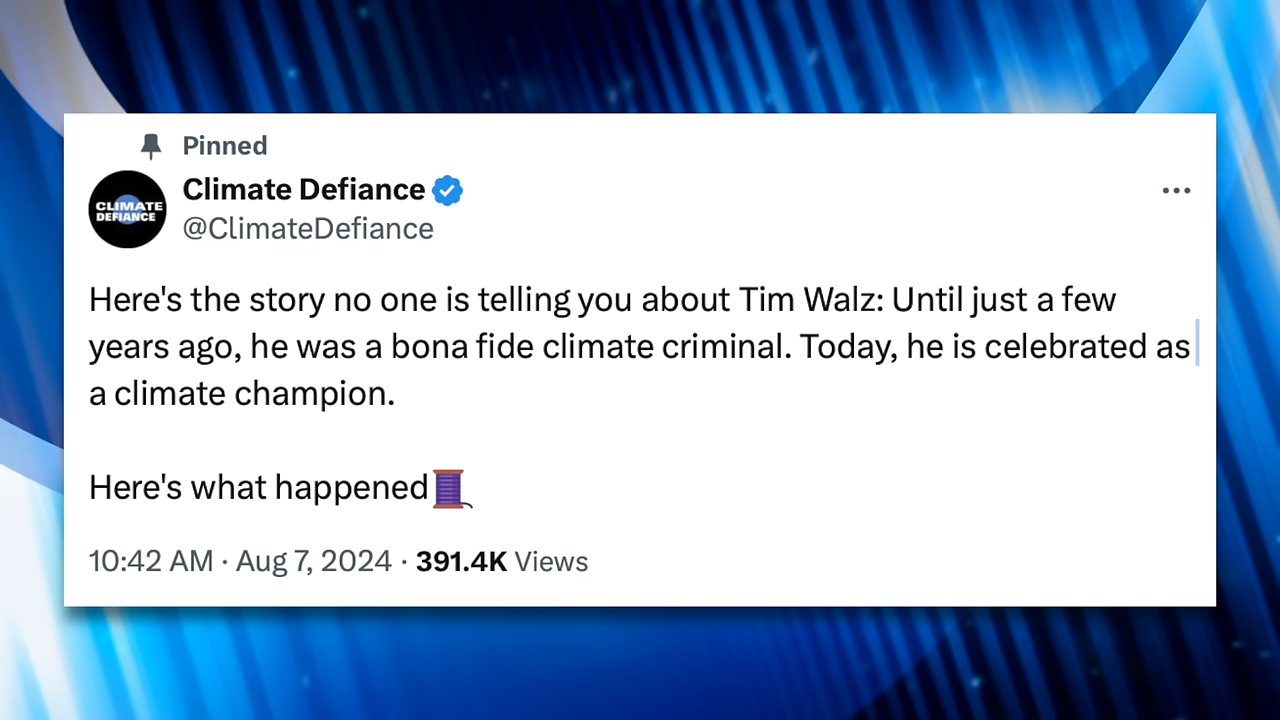 Pinned
Climate Defiance
@ClimateDefiance
CLIMATE
DEFIANCE
Here's the story no one is telling you about Tim Walz: Until just a few
years ago, he was a bona fide climate criminal. Today, he is celebrated as
a climate champion.
Here's what happened🧵
10:42 AM · Aug 7, 2024 · 391.4K Views